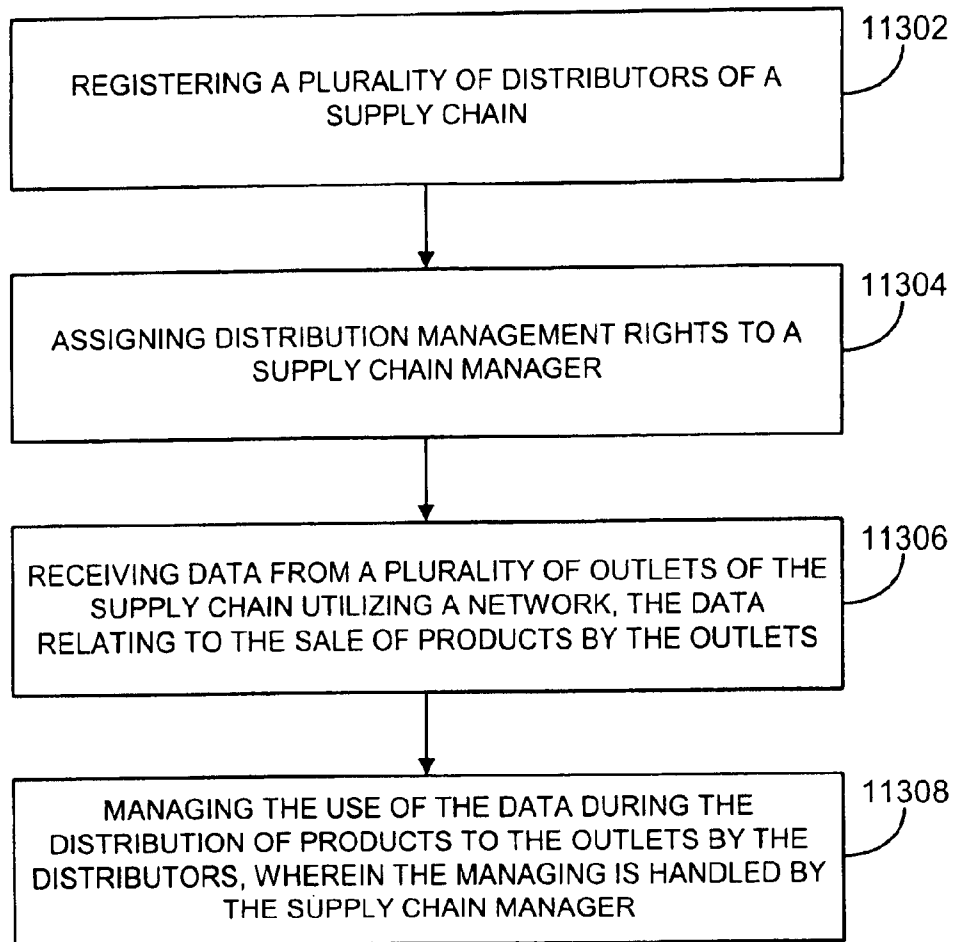 11302
REGISTERING A PLURALITY OF DISTRIBUTORS OF A
SUPPLY CHAIN
11304
ASSIGNING DISTRIBUTION MANAGEMENT RIGHTS TO A
SUPPLY CHAIN MANAGER
11306
RECEIVING DATA FROM A PLURALITY OF OUTLETS OF THE
SUPPLY CHAIN UTILIZING A NETWORK, THE DATA
RELATING TO THE SALE OF PRODUCTS BY THE OUTLETS
11308
MANAGING THE USE OF THE DATA DURING THE
DISTRIBUTION OF PRODUCTS TO THE OUTLETS BY THE
DISTRIBUTORS, WHEREIN THE MANAGING IS HANDLED BY
THE SUPPLY CHAIN MANAGER